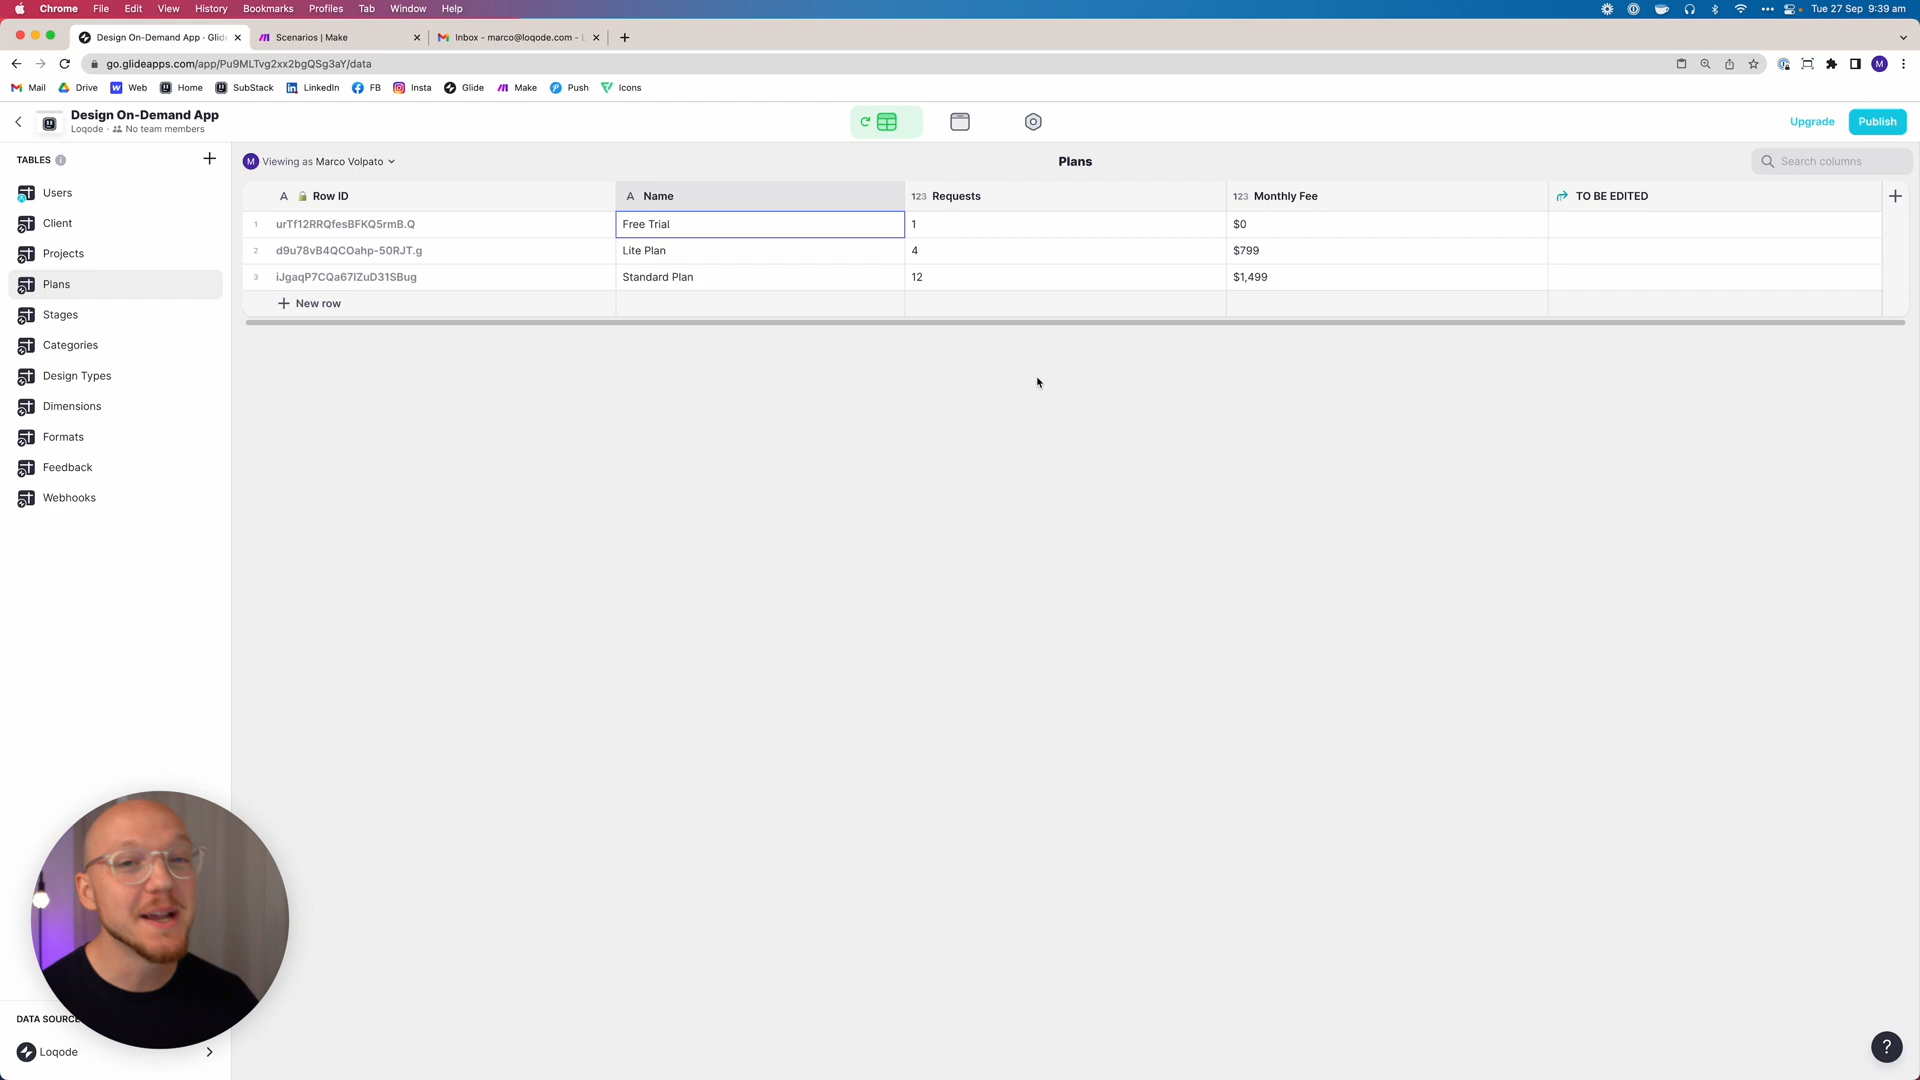 Chrome File Edit View History Bookmarks Profiles Tab Window Help Tue 27 Sep 9:39 am
Design On-Demand App · Glide Scenarios | Make Inbox - marco@loqode.com -
go.glideapps.com/app/Pu9MLTvg2xx2bgQSg3aY/data M
Mail Drive Web Home SubStack LinkedIn FB Insta Glide Make Push Icons
Design On-Demand App
Loqode · No team members
Upgrade Publish
TABLES
Users
Client
Projects
Plans
Stages
Categories
Design Types
Dimensions
Formats
Feedback
Webhooks
M Viewing as Marco Volpato
Plans
Search columns
A Row ID A Name 123 Requests 123 Monthly Fee TO BE EDITED
1 urTf12RRQfesBFKQ5rmB.Q Free Trial 1 $0
2 d9u78vB4QCOahp-50RJT.g Lite Plan 4 $799
3 iJgaqP7CQa67IZuD31SBug Standard Plan 12 $1,499
New row
DATA SOURC
Loqode
?